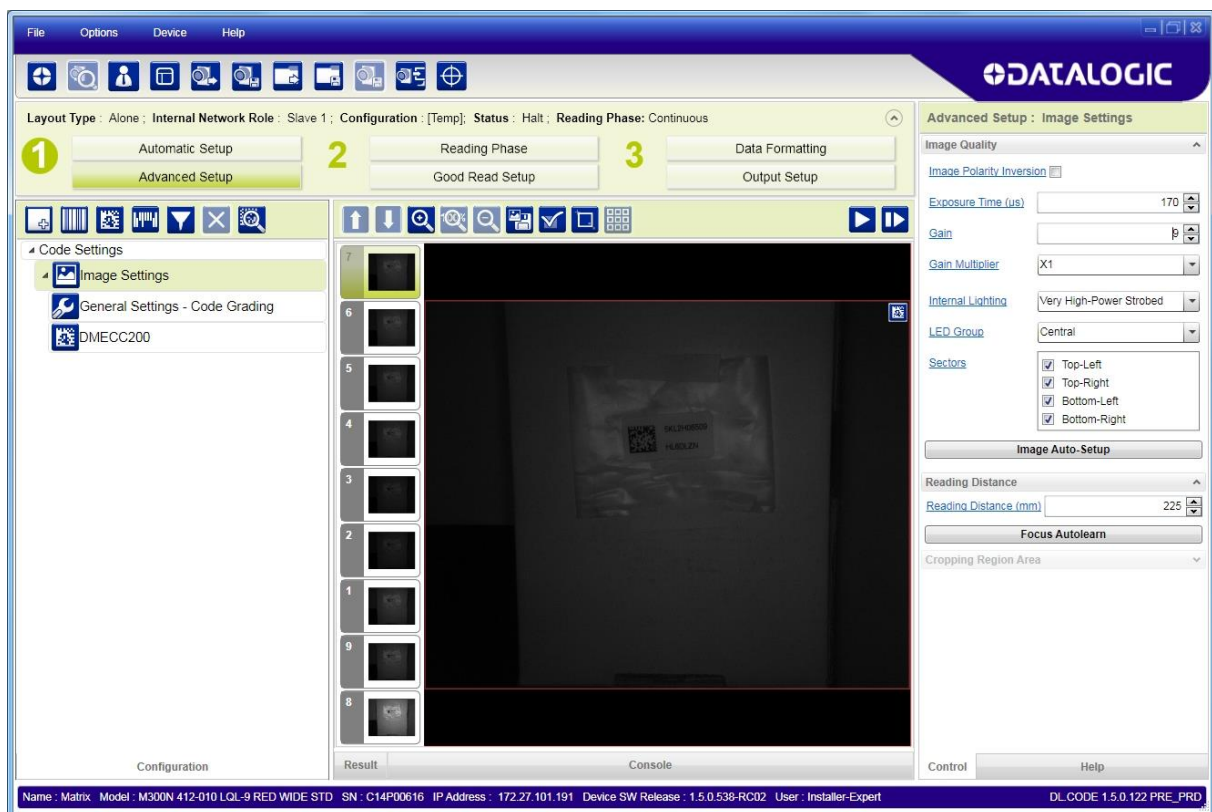 File Options Device Help
DATALOGIC
Layout Type : Alone ; Internal Network Role : Slave 1 ; Configuration : [Temp]; Status : Halt ; Reading Phase: Continuous
1 Automatic Setup 2 Reading Phase 3 Data Formatting
Advanced Setup Good Read Setup Output Setup
Code Settings
Image Settings
General Settings - Code Grading
DMECC200
Configuration
100%
7
6
5
4
3
2
1
9
8
HU5DLZN
Result Console
Advanced Setup : Image Settings
Image Quality
Image Polarity Inversion
Exposure Time (µs) 170
Gain 9
Gain Multiplier X1
Internal Lighting Very High-Power Strobed
LED Group Central
Sectors Top-Left
Top-Right
Bottom-Left
Bottom-Right
Image Auto-Setup
Reading Distance
Reading Distance (mm) 225
Focus Autolearn
Cropping Region Area
Control Help
Name : Matrix Model : M300N 412-010 LQL-9 RED WIDE STD SN : C14P00616 IP Address : 172.27.101.191 Device SW Release : 1.5.0.538-RC02 User : Installer-Expert DL.CODE 1.5.0.122 PRE_PRD